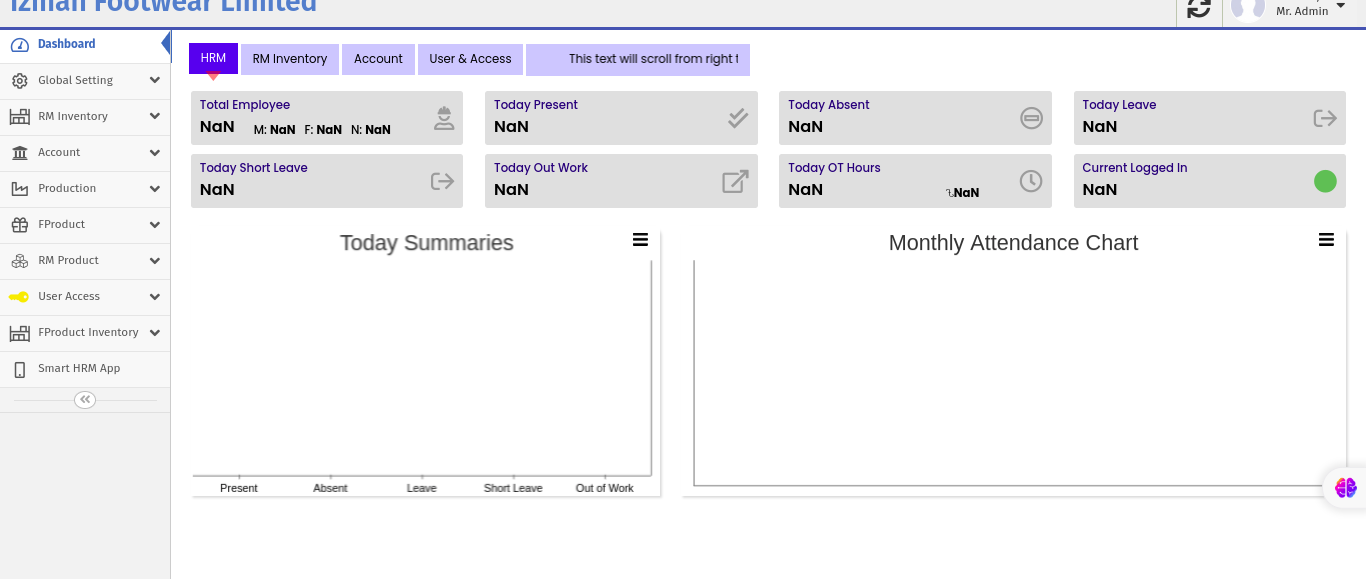 Izman Footwear Limited
Mr. Admin
Dashboard
Global Setting
RM Inventory
Account
Production
FProduct
RM Product
User Access
FProduct Inventory
Smart HRM App
HRM RM Inventory Account User & Access This text will scroll from right t
Total Employee
NaN M: NaN F: NaN N: NaN
Today Present
NaN
Today Absent
NaN
Today Leave
NaN
Today Short Leave
NaN
Today Out Work
NaN
Today OT Hours
NaN NaN
Current Logged In
NaN
Today Summaries
Present Absent Leave Short Leave Out of Work
Monthly Attendance Chart